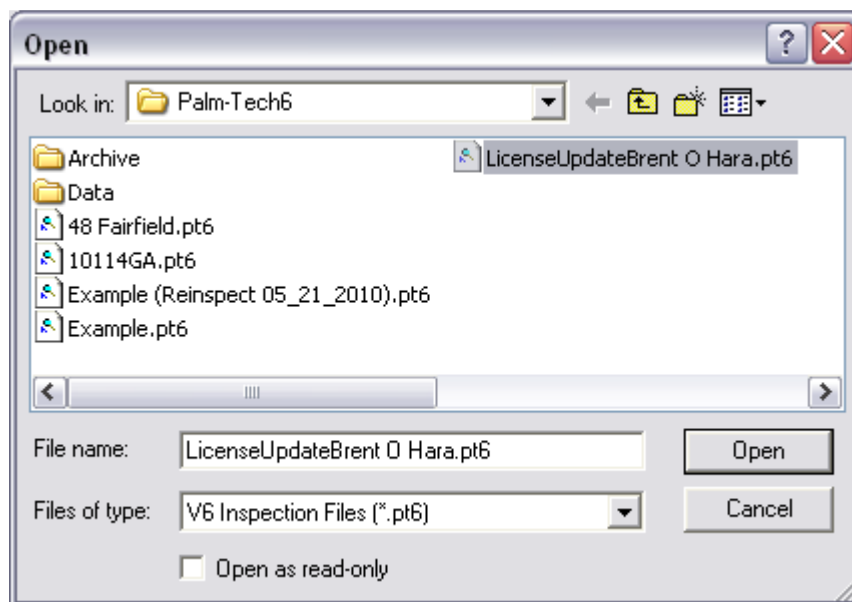 Open
Look in: Palm-Tech6
Archive
Data
48 Fairfield.pt6
10114GA.pt6
Example (Reinspect 05_21_2010).pt6
Example.pt6
LicenseUpdateBrent O Hara.pt6
File name: LicenseUpdateBrent O Hara.pt6
Open
Files of type: V6 Inspection Files (*.pt6)
Cancel
Open as read-only